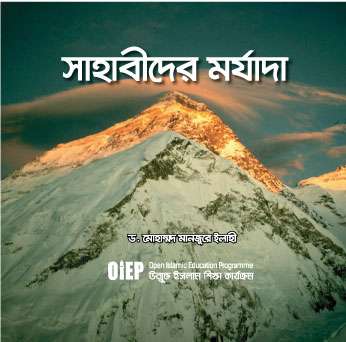 সাহাবীদের মর্যাদা
ড. মোহাম্মদ মানজুরে ইলাহী
OiEP Open Islamic Education Programme
উন্মুক্ত ইসলাম শিক্ষা কার্যক্রম